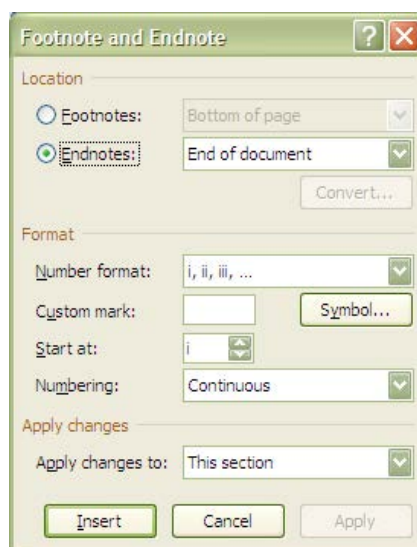 Footnote and Endnote
Location
Footnotes: Bottom of page
Endnotes: End of document
Convert...
Format
Number format: i, ii, iii, ...
Custom mark: Symbol...
Start at: i
Numbering: Continuous
Apply changes
Apply changes to: This section
Insert Cancel Apply